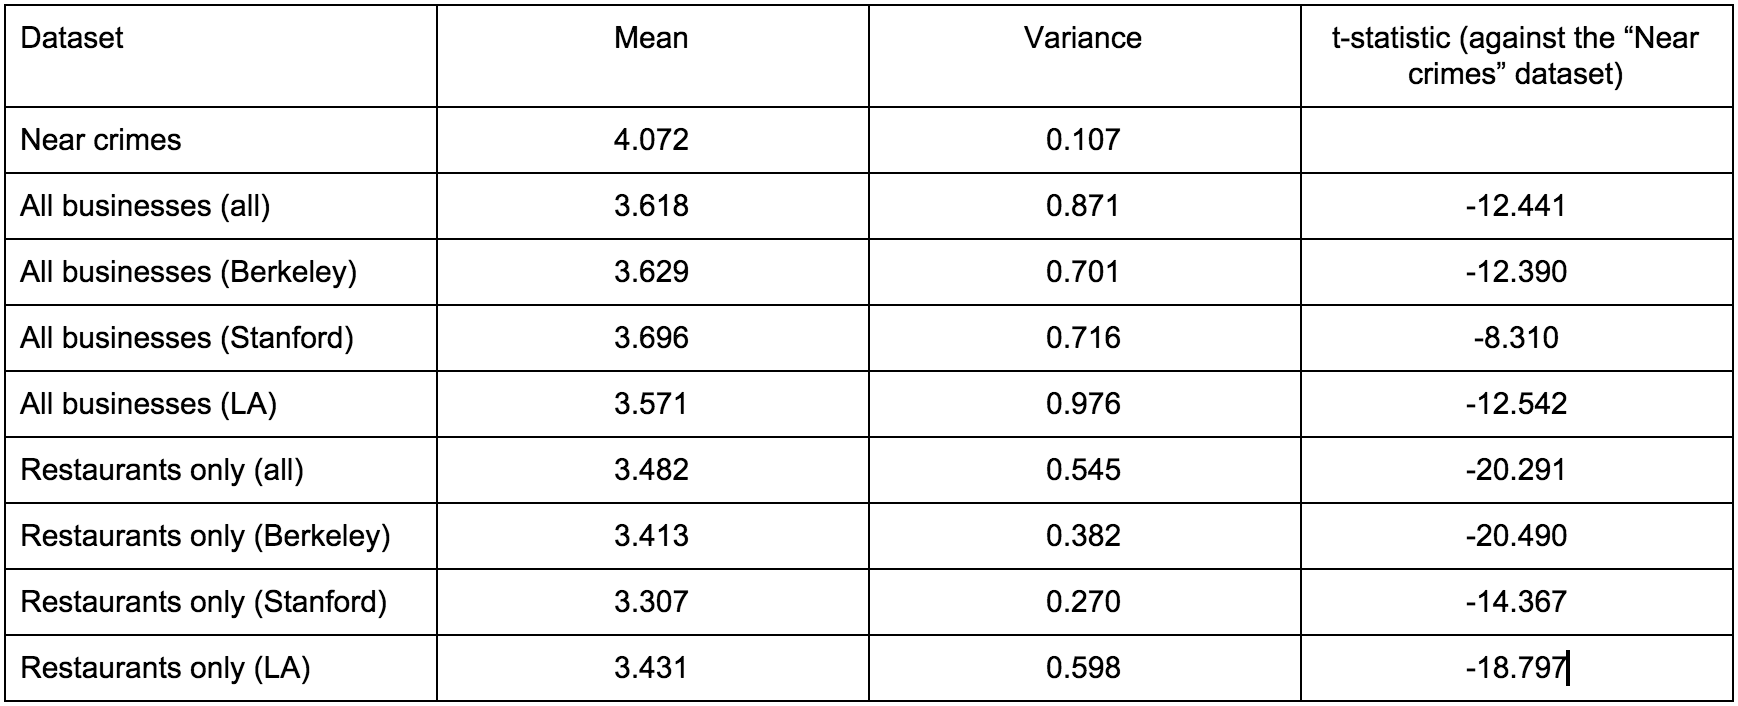 Dataset Mean Variance t-statistic (against the “Near
crimes” dataset)
Near crimes 4.072 0.107
All businesses (all) 3.618 0.871 -12.441
All businesses (Berkeley) 3.629 0.701 -12.390
All businesses (Stanford) 3.696 0.716 -8.310
All businesses (LA) 3.571 0.976 -12.542
Restaurants only (all) 3.482 0.545 -20.291
Restaurants only (Berkeley) 3.413 0.382 -20.490
Restaurants only (Stanford) 3.307 0.270 -14.367
Restaurants only (LA) 3.431 0.598 -18.797